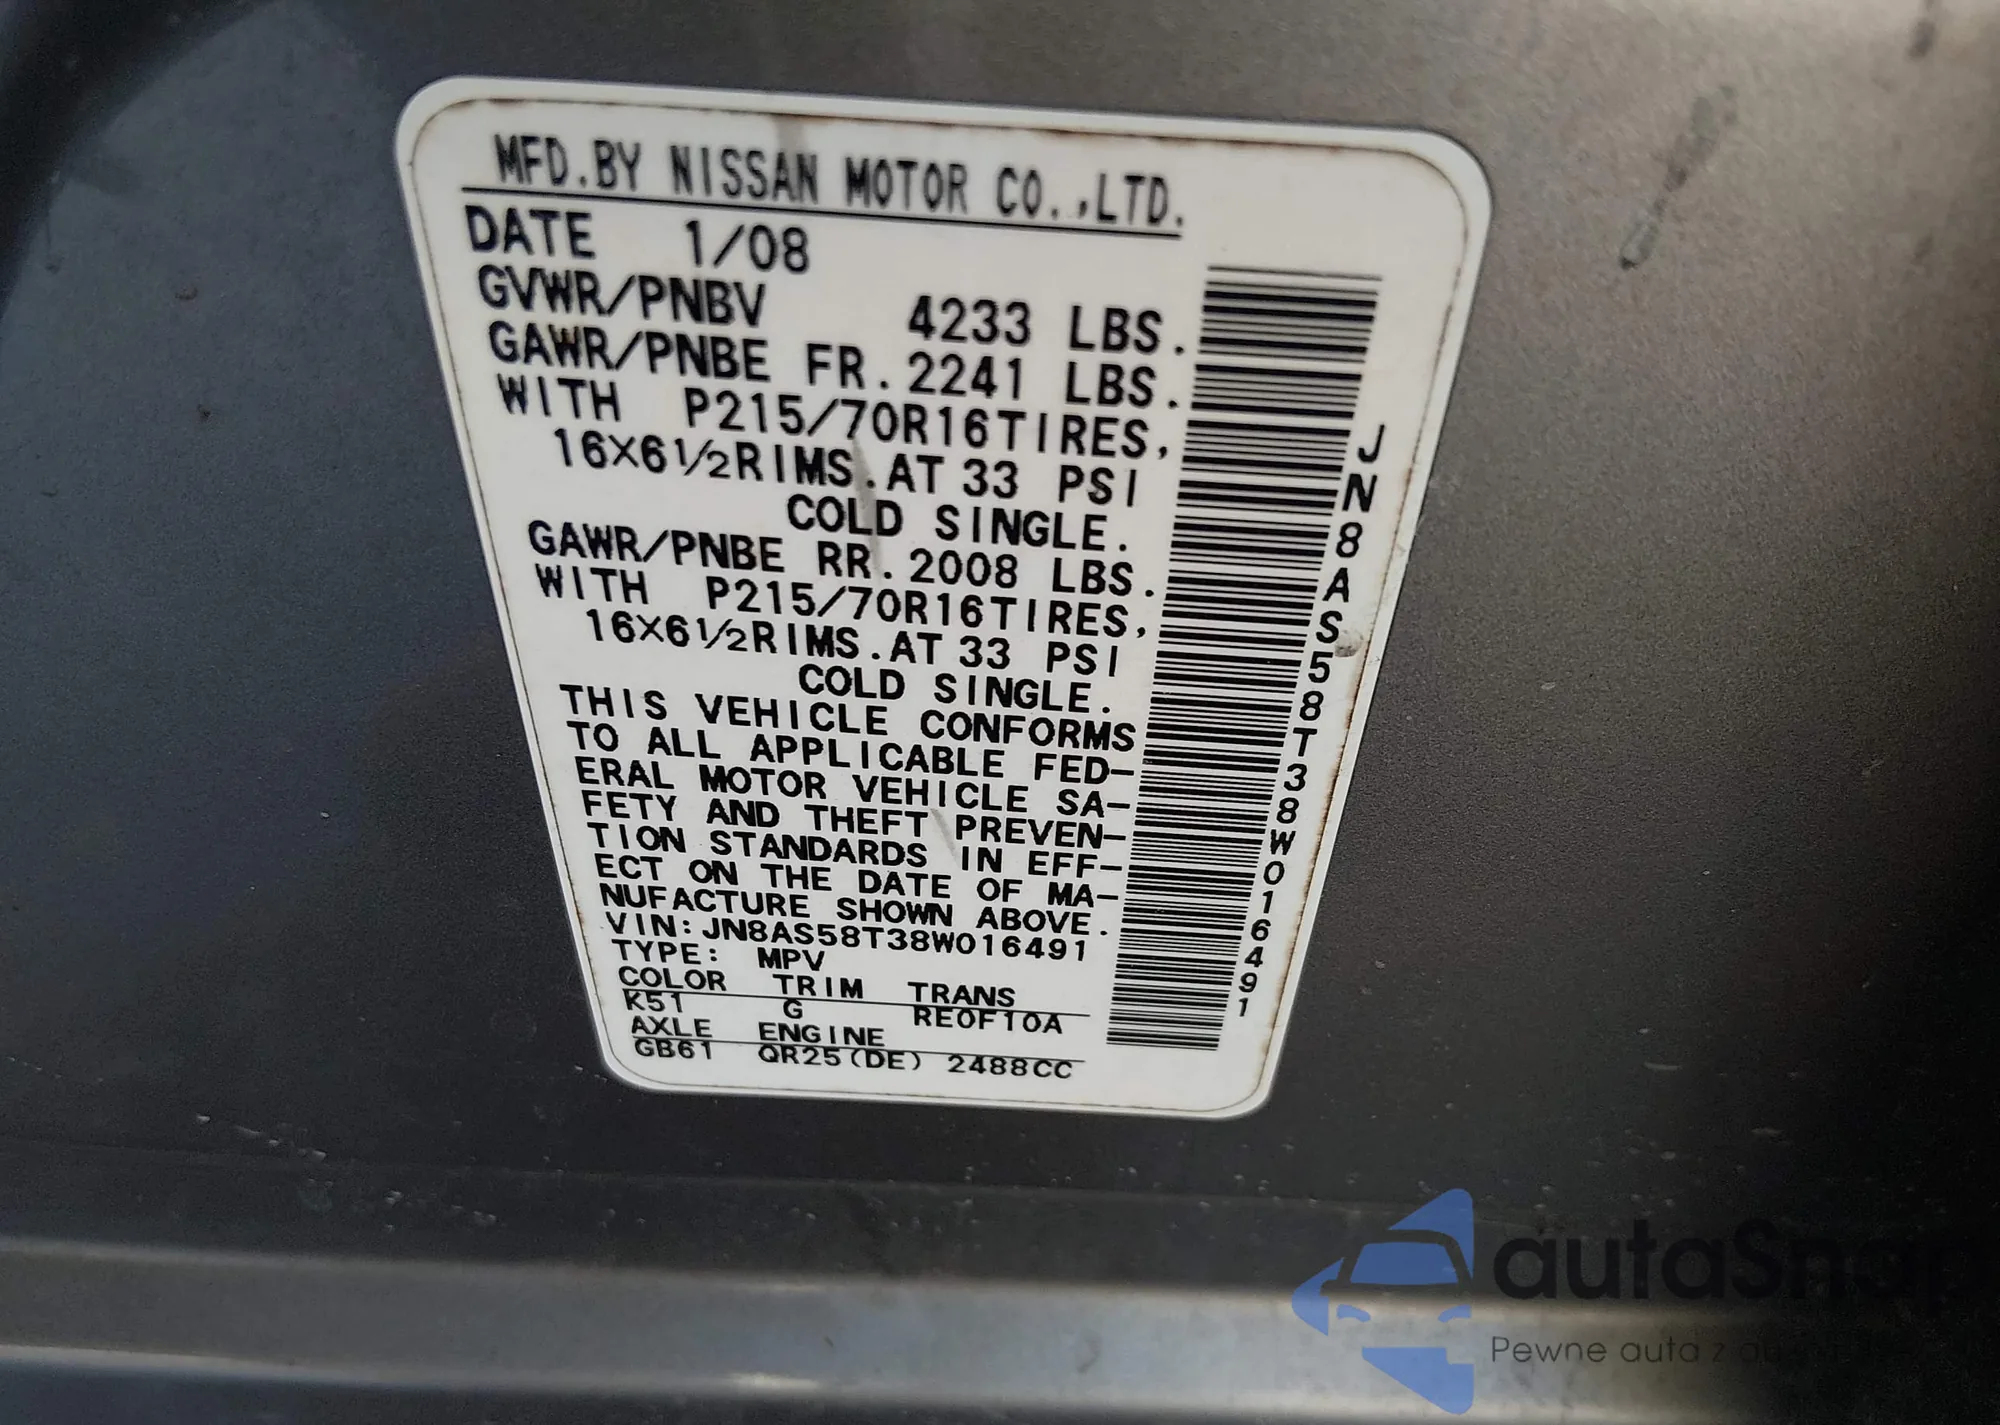 MFD.BY NISSAN MOTOR CO.,LTD.
DATE 1/08
GVWR/PNBV 4233 LBS.
GAWR/PNBE FR.2241 LBS.
WITH P215/70R16TIRES,
16X6½RIMS.AT 33 PSI
COLD SINGLE.
GAWR/PNBE RR.2008 LBS.
WITH P215/70R16TIRES,
16X6½RIMS.AT 33 PSI
COLD SINGLE.
THIS VEHICLE CONFORMS
TO ALL APPLICABLE FED-
ERAL MOTOR VEHICLE SA-
FETY AND THEFT PREVEN-
TION STANDARDS IN EFF-
ECT ON THE DATE OF MA-
NUFACTURE SHOWN ABOVE.
VIN:JN8AS58T38W016491
TYPE: MPV
COLOR TRIM TRANS
K51 G RE0F10A
AXLE ENGINE
GB61 QR25(DE) 2488CC
JN8AS58T38W016491
autaSnap
Pewne auta z